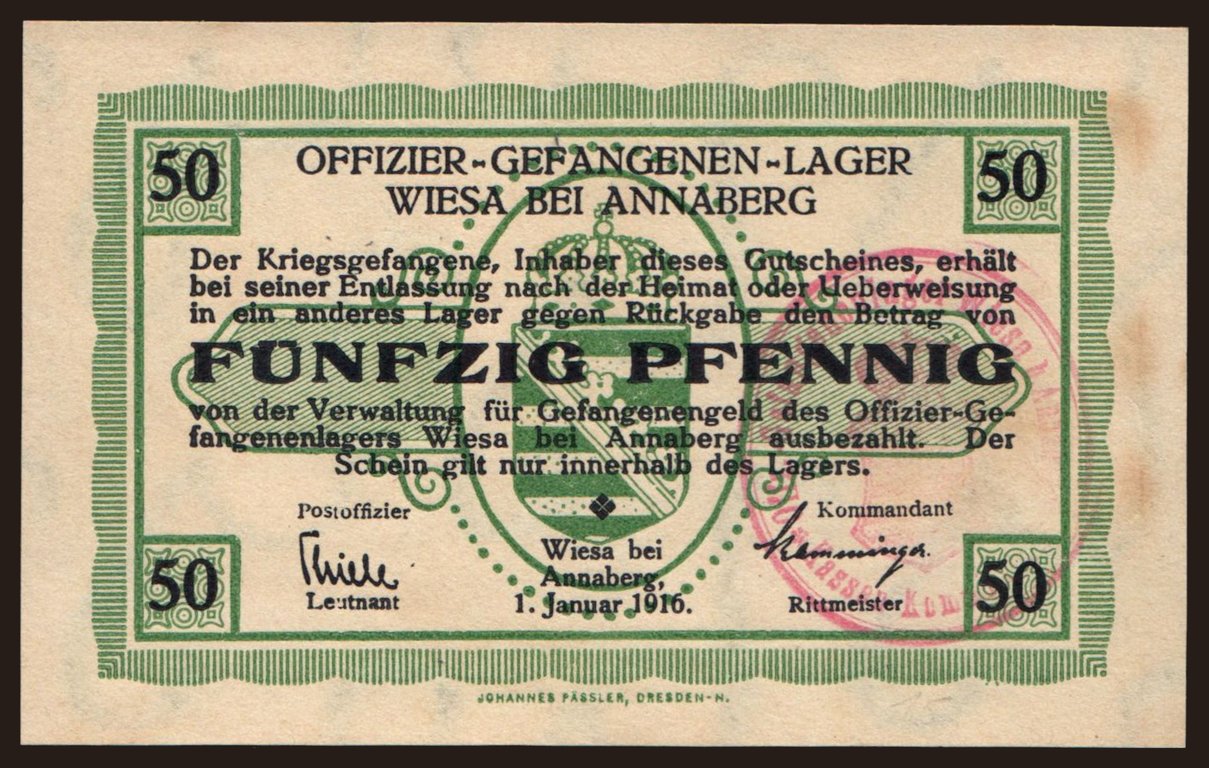 50
50
OFFIZIER-GEFANGENEN-LAGER
WIESA BEI ANNABERG
Der Kriegsgefangene, Inhaber dieses Gutscheines, erhält
bei seiner Entlassung nach der Heimat oder Ueberweisung
in ein anderes Lager gegen Rückgabe den Betrag von
FÜNFZIG PFENNIG
von der Verwaltung für Gefangenengeld des Offizier-Ge-
fangenenlagers Wiesa bei Annaberg ausbezahlt. Der
Schein gilt nur innerhalb des Lagers.
Postoffizier
Kommandant
Thiele
Leutnant
Wiesa bei
Annaberg,
1. Januar 1916.
Rittmeister
50
50
JOHANNES PÄSSLER, DRESDEN-N.